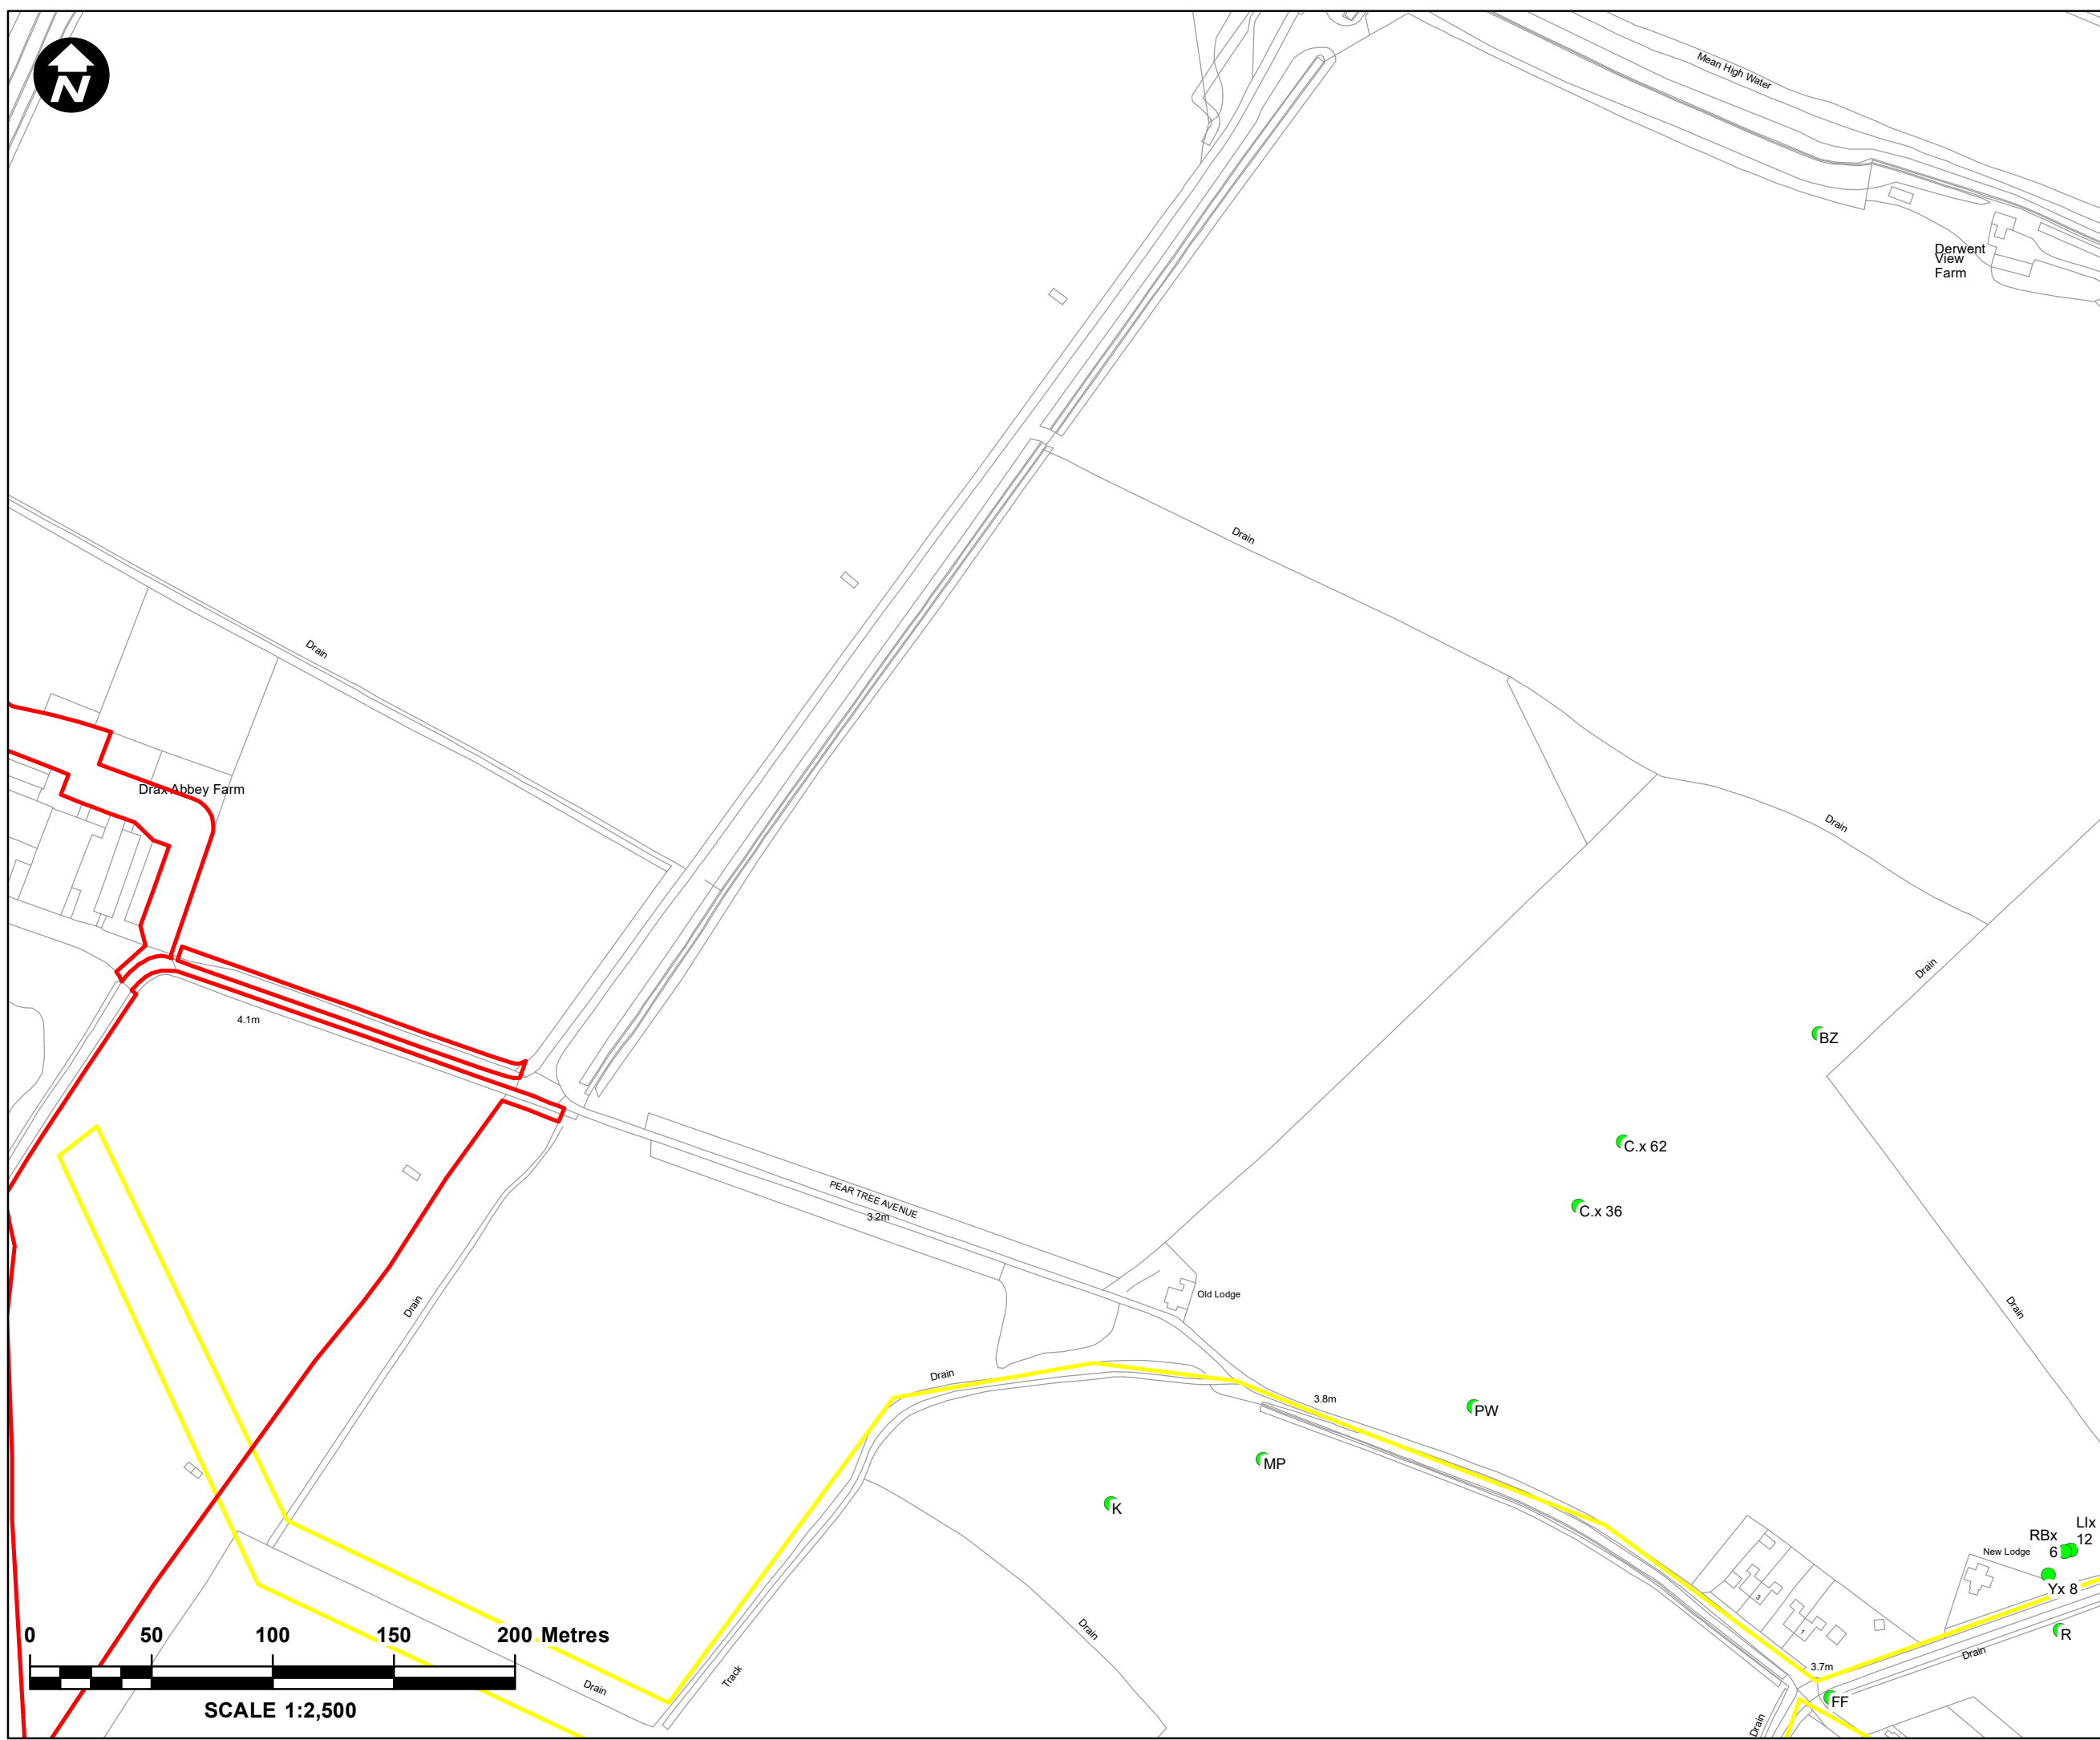 N
Mean High Water
Derwent
View
Farm
Drain
Drain
Drax Abbey Farm
Drain
Drain
4.1m
BZ
C.x 62
PEAR TREE AVENUE
3.2m
C.x 36
Old Lodge
Drain
Drain
Drain
3.8m
PW
MP
K
LIx
12
RBx
6
New Lodge
Yx 8
3
1
R
Drain
Drain
3.7m
FF
Drain
Track
Drain
0 50 100 150 200 Metres
SCALE 1:2,500